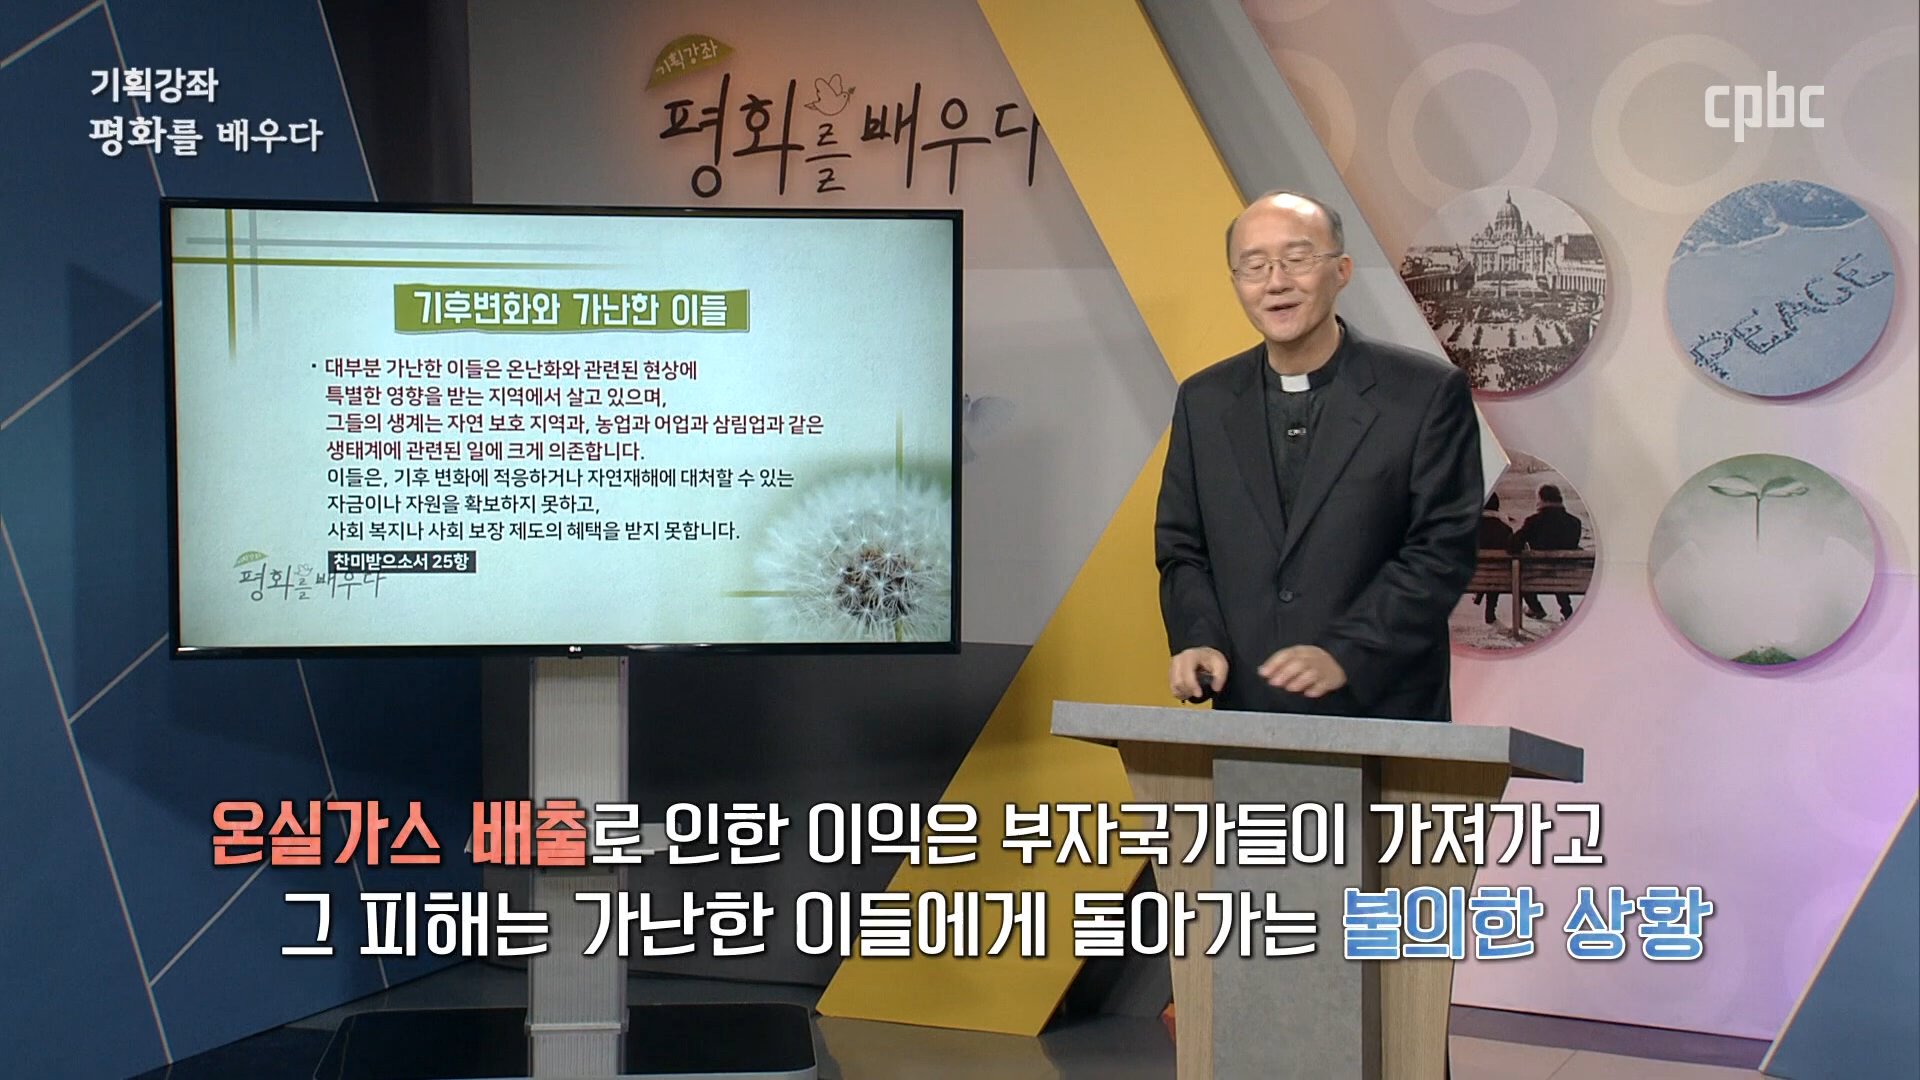 기획강좌
평화를 배우다
기획강좌
평화를 배우다
cpbc
PEACE
기후변화와 가난한 이들
· 대부분 가난한 이들은 온난화와 관련된 현상에
특별한 영향을 받는 지역에서 살고 있으며,
그들의 생계는 자연 보호 지역과, 농업과 어업과 삼림업과 같은
생태계에 관련된 일에 크게 의존합니다.
이들은, 기후 변화에 적응하거나 자연재해에 대처할 수 있는
자금이나 자원을 확보하지 못하고,
사회 복지나 사회 보장 제도의 혜택을 받지 못합니다.
찬미받으소서 25항
기획강좌
평화를 배우다
LG
온실가스 배출로 인한 이익은 부자국가들이 가져가고
그 피해는 가난한 이들에게 돌아가는 불의한 상황